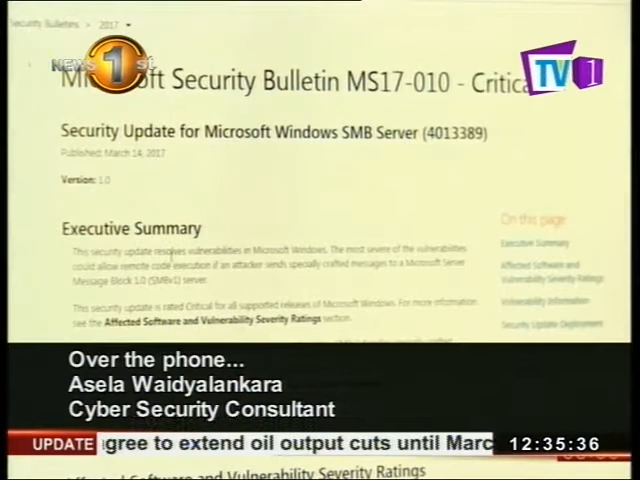 Security Bulletins > 2017
NEWS 1st
TV 1
Microsoft Security Bulletin MS17-010 - Critical
Security Update for Microsoft Windows SMB Server (4013389)
Published: March 14, 2017
Version: 1.0
Executive Summary
On this page
This security update resolves vulnerabilities in Microsoft Windows. The most severe of the vulnerabilities
Executive Summary
could allow remote code execution if an attacker sends specially crafted messages to a Microsoft Server
Affected Software and
Message Block 1.0 (SMBv1) server.
Vulnerability Severity Ratings
This security update is rated Critical for all supported releases of Microsoft Windows. For more information
Vulnerability Information
see the Affected Software and Vulnerability Severity Ratings section.
Security Update Deployment
Over the phone...
Asela Waidyalankara
Cyber Security Consultant
UPDATE gree to extend oil output cuts until Marc 12:35:36
Affected Software and Vulnerability Severity Ratings